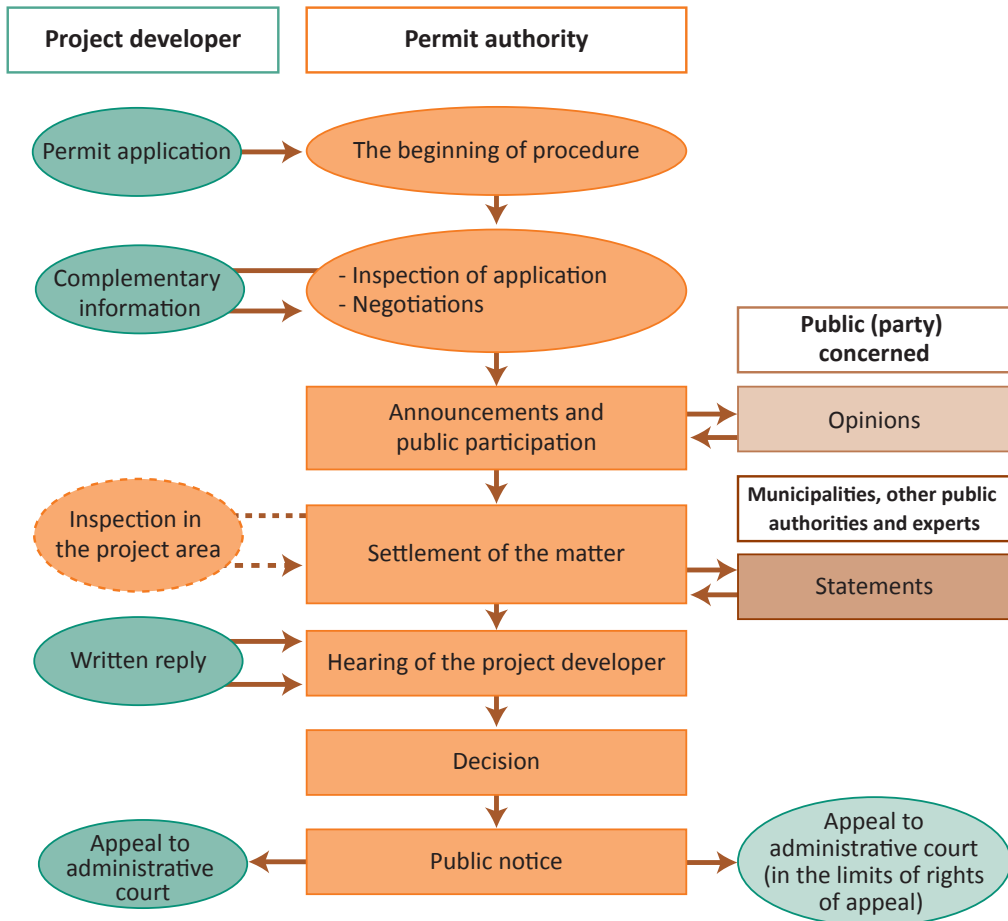 Project developer
Permit authority
Permit application
The beginning of procedure
Complementary
information
- Inspection of application
- Negotiations
Public (party)
concerned
Announcements and
public participation
Opinions
Municipalities, other public
authorities and experts
Inspection in
the project area
Settlement of the matter
Statements
Written reply
Hearing of the project developer
Decision
Appeal to
administrative
court
Public notice
Appeal to
administrative court
(in the limits of rights
of appeal)